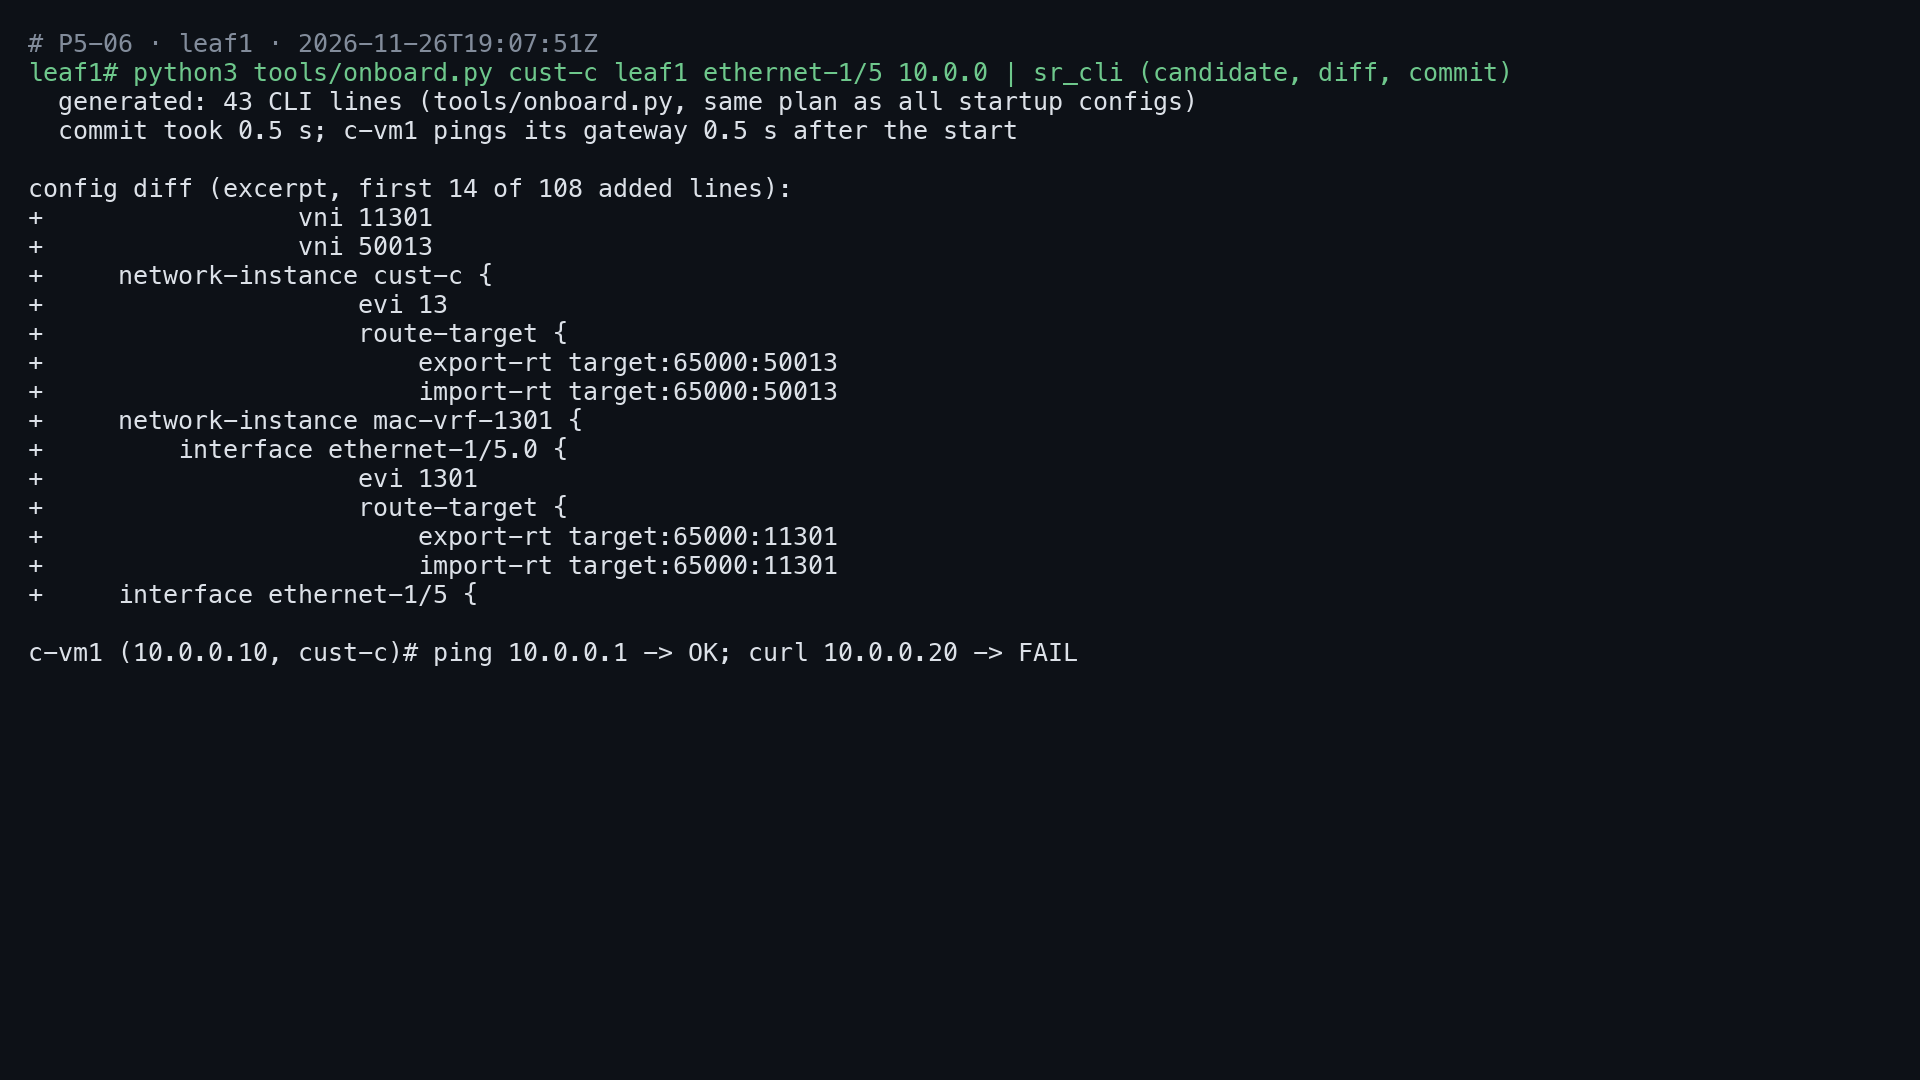 # P5-06 · leaf1 · 2026-11-26T19:07:51Z
leaf1# python3 tools/onboard.py cust-c leaf1 ethernet-1/5 10.0.0 | sr_cli (candidate, diff, commit)
  generated: 43 CLI lines (tools/onboard.py, same plan as all startup configs)
  commit took 0.5 s; c-vm1 pings its gateway 0.5 s after the start

config diff (excerpt, first 14 of 108 added lines):
+                 vni 11301
+                 vni 50013
+     network-instance cust-c {
+                     evi 13
+                     route-target {
+                         export-rt target:65000:50013
+                         import-rt target:65000:50013
+     network-instance mac-vrf-1301 {
+         interface ethernet-1/5.0 {
+                     evi 1301
+                     route-target {
+                         export-rt target:65000:11301
+                         import-rt target:65000:11301
+     interface ethernet-1/5 {

c-vm1 (10.0.0.10, cust-c)# ping 10.0.0.1 -> OK; curl 10.0.0.20 -> FAIL